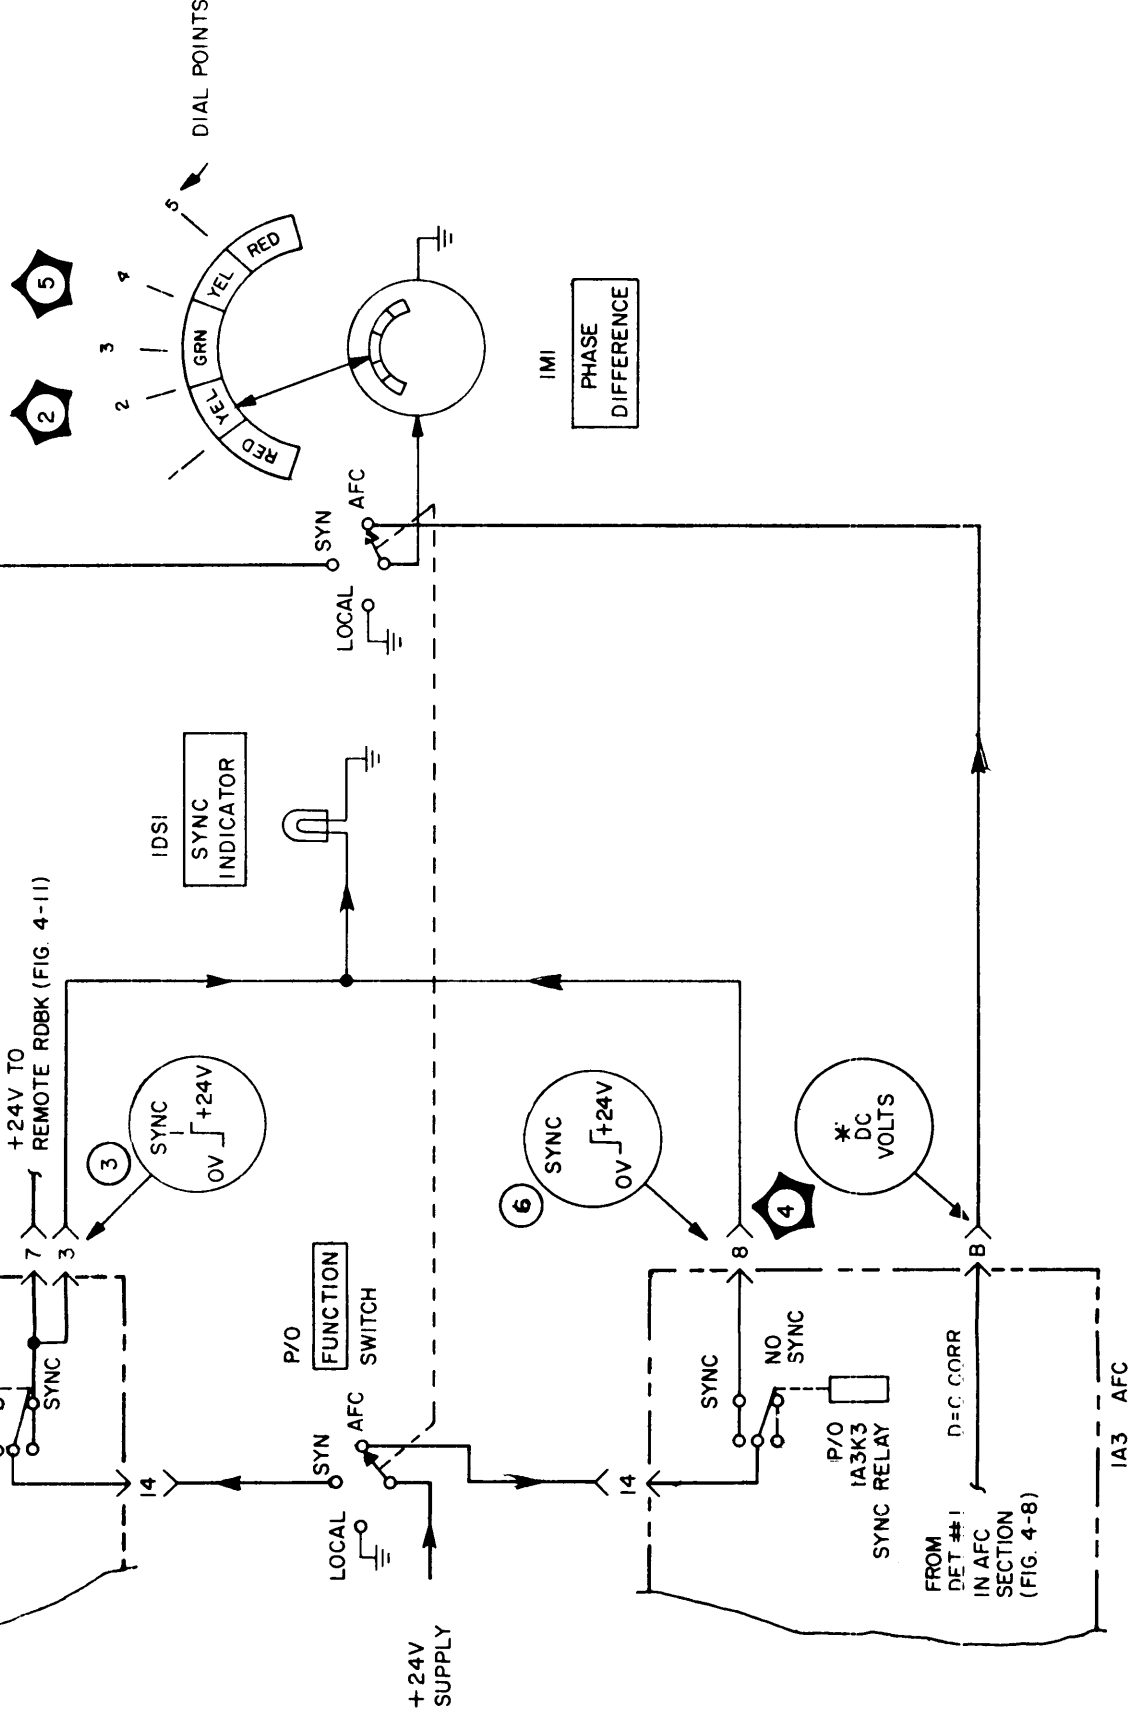 DIAL POINTS
5
4
3
2
5
2
RED
YEL
GRN
YEL
RED
1M1
PHASE
DIFFERENCE
SYN
AFC
LOCAL
1DS1
SYNC
INDICATOR
+24V TO
REMOTE RDBK (FIG. 4-11)
3
SYNC
0V +24V
7
3
SYNC
14
P/O
FUNCTION
SWITCH
SYN
AFC
LOCAL
+24V
SUPPLY
6
SYNC
0V +24V
8
4
*
DC
VOLTS
B
14
SYNC
NO
SYNC
P/O
1A3K3
SYNC RELAY
D=C CORR
FROM
DET #1
IN AFC
SECTION
(FIG. 4-8)
1A3 AFC